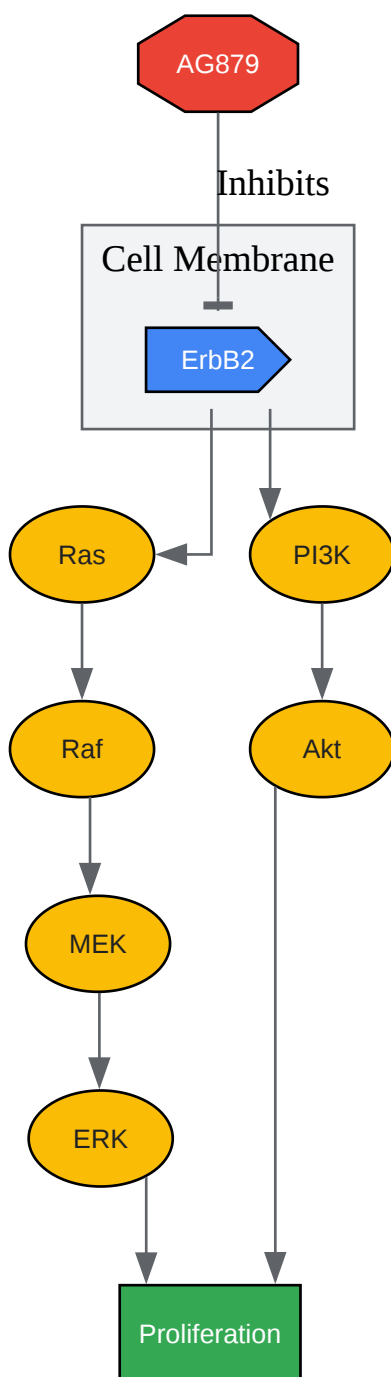 AG879
Inhibits
Cell Membrane
ErbB2
Ras
PI3K
Raf
Akt
MEK
ERK
Proliferation